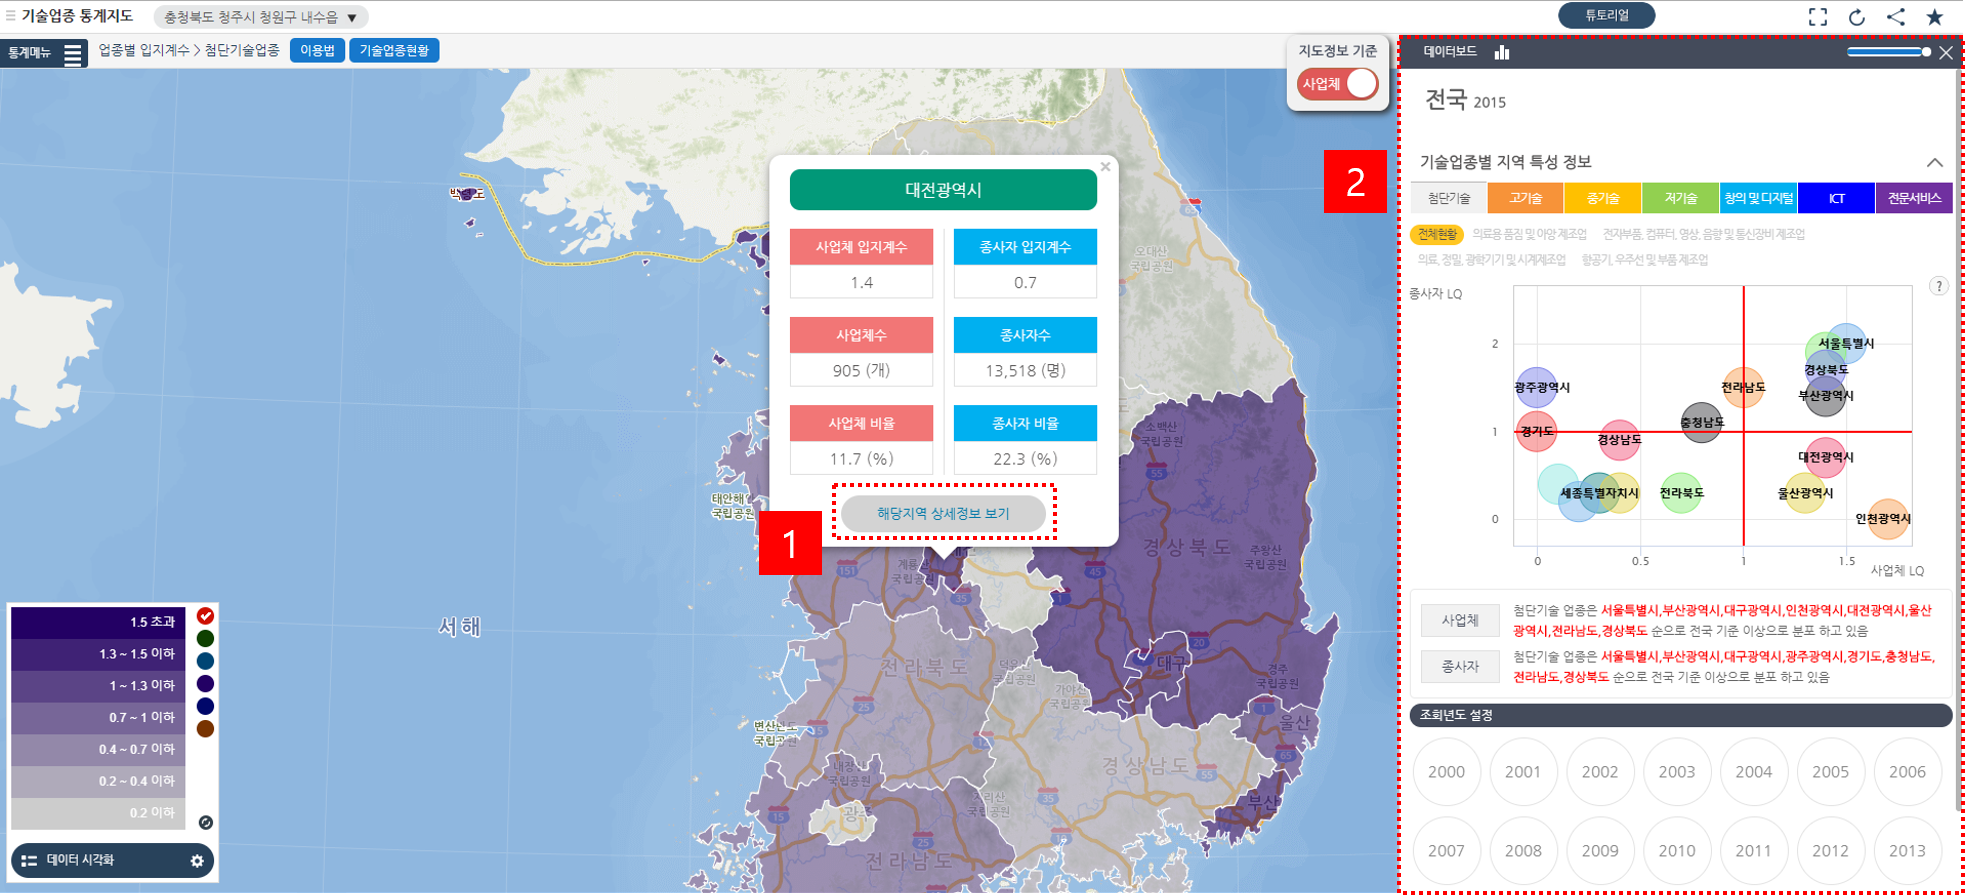 기술업종 통계지도
충청북도 청주시 청원구 내수읍 ▼
튜토리얼
통계메뉴
업종별 입지계수 > 첨단기술업종
이용법
기술업종현황
지도정보 기준
사업체
백령도
오대산
국립공원
65
대전광역시
×
사업체 입지계수
종사자 입지계수
1.4
0.7
사업체수
종사자수
905 (개)
13,518 (명)
사업체 비율
종사자 비율
11.7 (%)
22.3 (%)
해당지역 상세정보 보기
1
2
소백산
국립공원
55
태안해
국립공원
경상북도
주왕산
국립공원
계룡산
국립공원
151
45
35
1
서해
전라북도
덕유산
국립공원
20
대구
경주
국립공원
가야산
국립공원
25
변산반도
국립공원
15
12
1
울산
65
내장산
국립공원
경상남도
55
지리산
국립공원
35
부산
15
광주
25
전라남도
1.5 초과
1.3 ~ 1.5 이하
1 ~ 1.3 이하
0.7 ~ 1 이하
0.4 ~ 0.7 이하
0.2 ~ 0.4 이하
0.2 이하
데이터 시각화
데이터보드
전국 2015
기술업종별 지역 특성 정보
첨단기술
고기술
중기술
저기술
창의 및 디지털
ICT
전문서비스
전체현황
의료용 품짐 및 야망 제조업
전자부품, 컴퓨터, 영상, 음향 및 통신장비 제조업
의료, 정밀, 광학기기 및 시계제조업
항공기, 우주선 및 부품 제조업
종사자 LQ
?
2
1
0
서울특별시
경상북도
부산광역시
광주광역시
전라남도
충청남도
경기도
경상남도
대전광역시
세종특별자치시
전라북도
울산광역시
인천광역시
0
0.5
1
1.5
사업체 LQ
사업체
첨단기술 업종은 서울특별시,부산광역시,대구광역시,인천광역시,대전광역시,울산
광역시,전라남도,경상북도 순으로 전국 기준 이상으로 분포 하고 있음
종사자
첨단기술 업종은 서울특별시,부산광역시,대구광역시,광주광역시,경기도,충청남도,
전라남도,경상북도 순으로 전국 기준 이상으로 분포 하고 있음
조회년도 설정
2000
2001
2002
2003
2004
2005
2006
2007
2008
2009
2010
2011
2012
2013